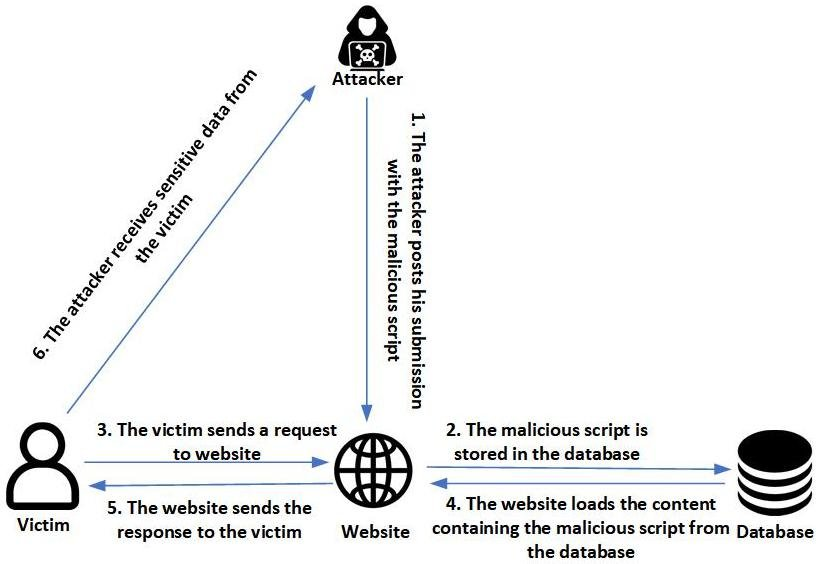 Attacker
1. The attacker posts his submission
with the malicious script
6. The attacker receives sensitive data from
the victim
3. The victim sends a request
to website
2. The malicious script is
stored in the database
5. The website sends the
response to the victim
4. The website loads the content
containing the malicious script from
the database
Victim
Website
Database